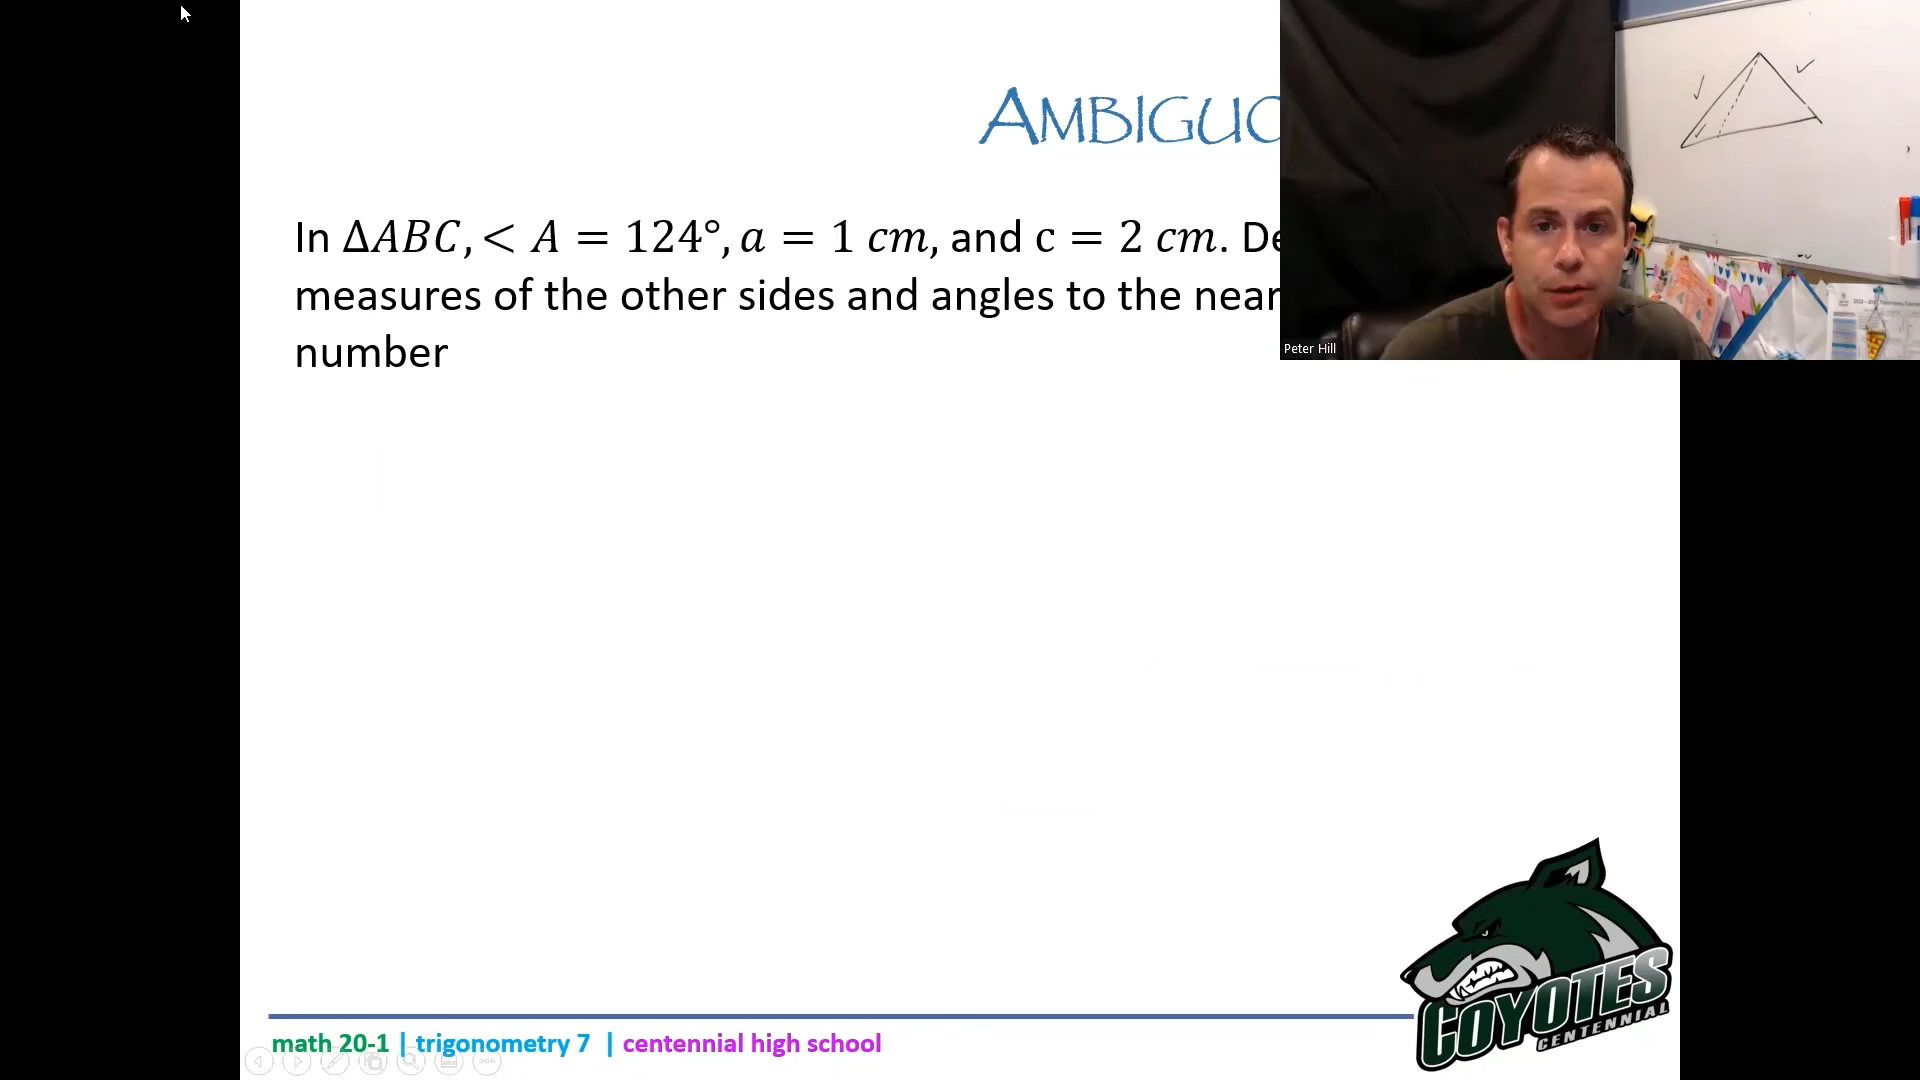 AMBIGUO
In ΔABC, < A = 124°, a = 1 cm, and c = 2 cm. De
measures of the other sides and angles to the near
number
Peter Hill
COYOTES
CENTENNIAL
math 20-1 | trigonometry 7 | centennial high school